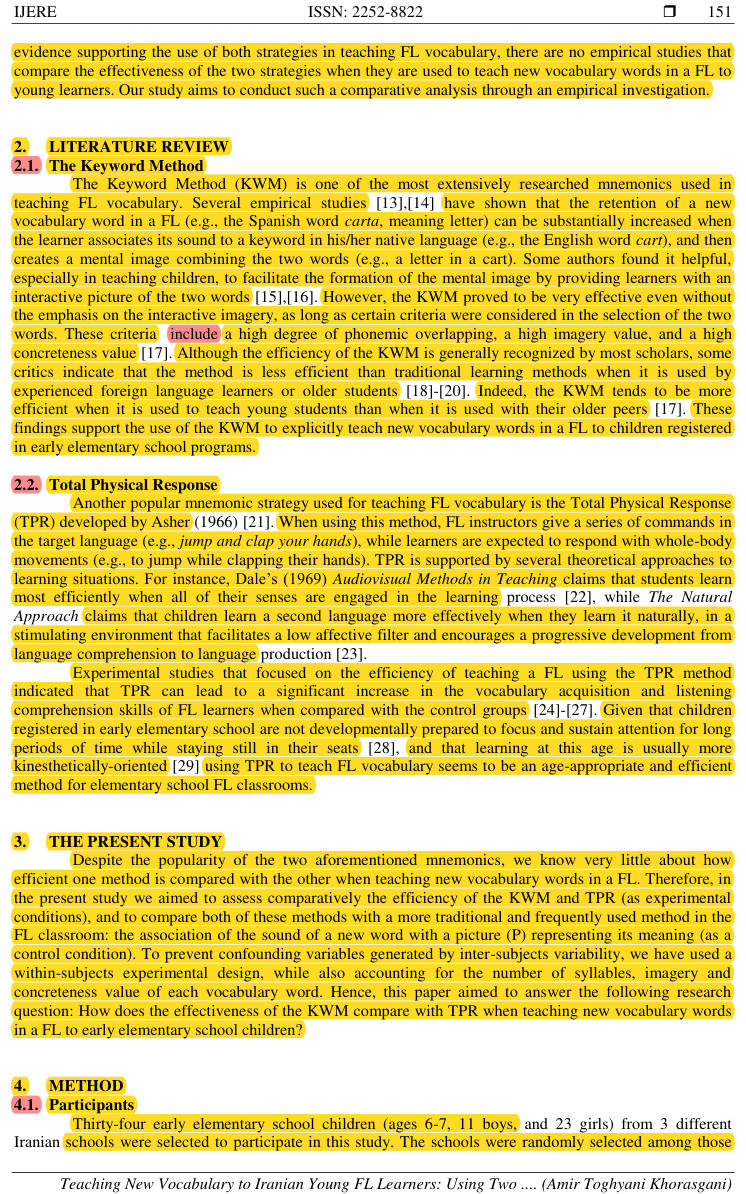 IJERE ISSN: 2252-8822 ❒ 151
evidence supporting the use of both strategies in teaching FL vocabulary, there are no empirical studies that
compare the effectiveness of the two strategies when they are used to teach new vocabulary words in a FL to
young learners. Our study aims to conduct such a comparative analysis through an empirical investigation.
2. LITERATURE REVIEW
2.1. The Keyword Method
The Keyword Method (KWM) is one of the most extensively researched mnemonics used in
teaching FL vocabulary. Several empirical studies [13],[14] have shown that the retention of a new
vocabulary word in a FL (e.g., the Spanish word carta, meaning letter) can be substantially increased when
the learner associates its sound to a keyword in his/her native language (e.g., the English word cart), and then
creates a mental image combining the two words (e.g., a letter in a cart). Some authors found it helpful,
especially in teaching children, to facilitate the formation of the mental image by providing learners with an
interactive picture of the two words [15],[16]. However, the KWM proved to be very effective even without
the emphasis on the interactive imagery, as long as certain criteria were considered in the selection of the two
words. These criteria include a high degree of phonemic overlapping, a high imagery value, and a high
concreteness value [17]. Although the efficiency of the KWM is generally recognized by most scholars, some
critics indicate that the method is less efficient than traditional learning methods when it is used by
experienced foreign language learners or older students [18]-[20]. Indeed, the KWM tends to be more
efficient when it is used to teach young students than when it is used with their older peers [17]. These
findings support the use of the KWM to explicitly teach new vocabulary words in a FL to children registered
in early elementary school programs.
2.2. Total Physical Response
Another popular mnemonic strategy used for teaching FL vocabulary is the Total Physical Response
(TPR) developed by Asher (1966) [21]. When using this method, FL instructors give a series of commands in
the target language (e.g., jump and clap your hands), while learners are expected to respond with whole-body
movements (e.g., to jump while clapping their hands). TPR is supported by several theoretical approaches to
learning situations. For instance, Dale's (1969) Audiovisual Methods in Teaching claims that students learn
most efficiently when all of their senses are engaged in the learning process [22], while The Natural
Approach claims that children learn a second language more effectively when they learn it naturally, in a
stimulating environment that facilitates a low affective filter and encourages a progressive development from
language comprehension to language production [23].
Experimental studies that focused on the efficiency of teaching a FL using the TPR method
indicated that TPR can lead to a significant increase in the vocabulary acquisition and listening
comprehension skills of FL learners when compared with the control groups [24]-[27]. Given that children
registered in early elementary school are not developmentally prepared to focus and sustain attention for long
periods of time while staying still in their seats [28], and that learning at this age is usually more
kinesthetically-oriented [29] using TPR to teach FL vocabulary seems to be an age-appropriate and efficient
method for elementary school FL classrooms.
3. THE PRESENT STUDY
Despite the popularity of the two aforementioned mnemonics, we know very little about how
efficient one method is compared with the other when teaching new vocabulary words in a FL. Therefore, in
the present study we aimed to assess comparatively the efficiency of the KWM and TPR (as experimental
conditions), and to compare both of these methods with a more traditional and frequently used method in the
FL classroom: the association of the sound of a new word with a picture (P) representing its meaning (as a
control condition). To prevent confounding variables generated by inter-subjects variability, we have used a
within-subjects experimental design, while also accounting for the number of syllables, imagery and
concreteness value of each vocabulary word. Hence, this paper aimed to answer the following research
question: How does the effectiveness of the KWM compare with TPR when teaching new vocabulary words
in a FL to early elementary school children?
4. METHOD
4.1. Participants
Thirty-four early elementary school children (ages 6-7, 11 boys, and 23 girls) from 3 different
Iranian schools were selected to participate in this study. The schools were randomly selected among those
Teaching New Vocabulary to Iranian Young FL Learners: Using Two .... (Amir Toghyani Khorasgani)